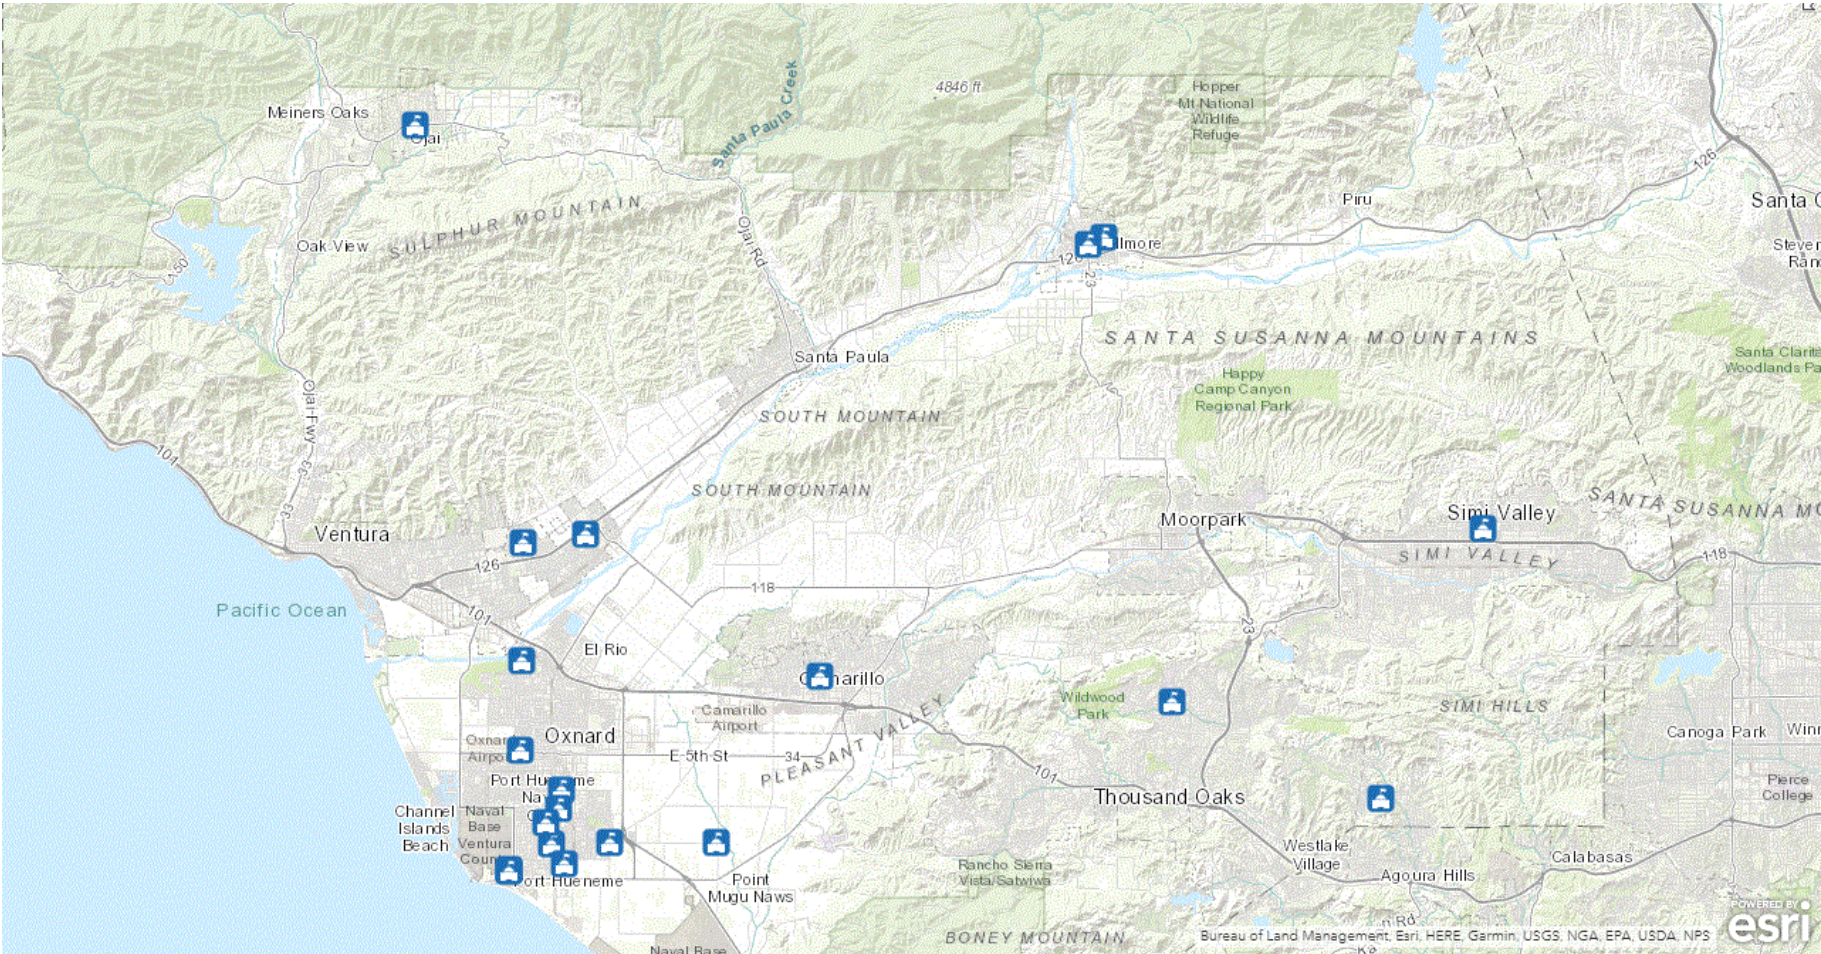 4846 ft
Hopper
Mt National
Wildlife
Refuge
Meiners Oaks
Ojai
Santa Paula Creek
126
Piru
Santa C
SULPHUR MOUNTAIN
Oak View
Ojai Rd
150
lmore
126
23
Steven
Ran
SANTA SUSANNA MOUNTAINS
Santa Paula
Santa Clarita
Woodlands Pa
Happy
Camp Canyon
Regional Park
Ojai Fwy
33
SOUTH MOUNTAIN
101
SOUTH MOUNTAIN
33
Ventura
Moorpark
Simi Valley
SANTA SUSANNA MO
SIMI VALLEY
118
126
118
Pacific Ocean
101
23
El Rio
Camarillo
Wildwood
Park
SIMI HILLS
Camarillo
Airport
PLEASANT VALLEY
Canoga Park
Winn
Oxnard
Oxnard
Airpo
E 5th St
34
101
Port Hueneme
Na
Thousand Oaks
Pierce
College
Channel
Islands
Beach
Naval
Base
Ventura
Coun
Westlake
Village
Calabasas
Agoura Hills
Rancho Sierra
Vista/Satwiwa
Port Hueneme
Point
Mugu Naws
POWERED BY
esri
n Rd
BONEY MOUNTAIN
Bureau of Land Management, Esri, HERE, Garmin, USGS, NGA, EPA, USDA, NPS
Naval Base